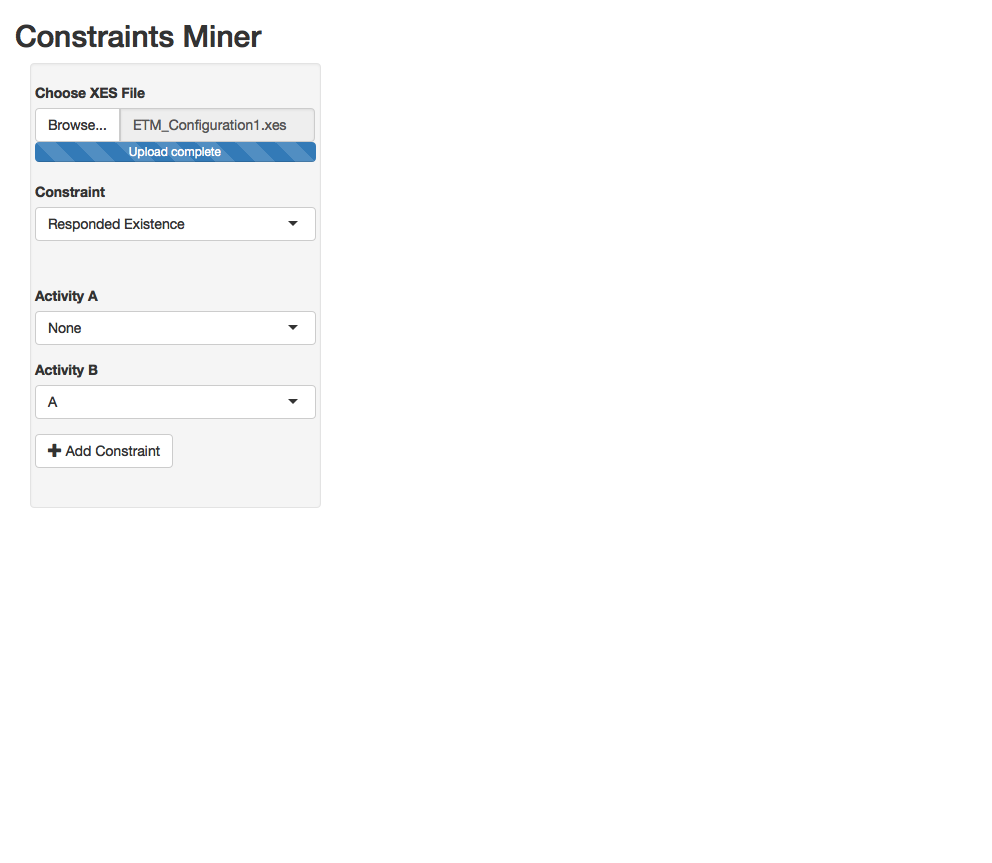 Constraints Miner
Choose XES File
Browse... ETM_Configuration1.xes
Upload complete
Constraint
Responded Existence
Activity A
None
Activity B
A
Add Constraint